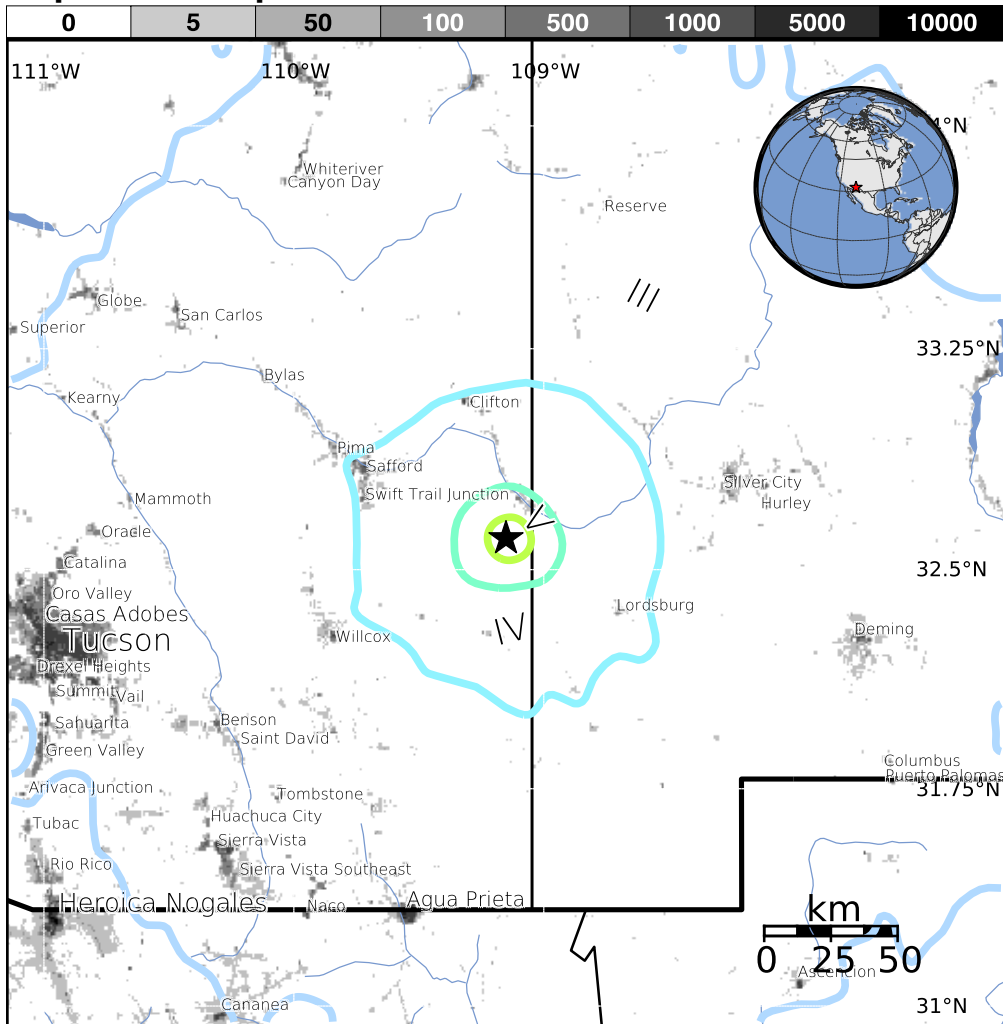 0 5 50 100 500 1000 5000 10000
111°W 110°W 109°W
4°N
Whiteriver
Canyon Day
Reserve
III
Globe
San Carlos
Superior
33.25°N
Bylas
Kearny
Clifton
Pima
Safford
Swift Trail Junction
Silver City
Hurley
Mammoth
V
Oracle
Catalina
32.5°N
Oro Valley
Casas Adobes
Lordsburg
Tucson
IV
Willcox
Deming
Drexel Heights
Summit
Vail
Sahuarita
Benson
Saint David
Green Valley
Columbus
Puerto Palomas
Arivaca Junction
31.75°N
Tombstone
Huachuca City
Tubac
Sierra Vista
Rio Rico
Sierra Vista Southeast
Heroica Nogales
Naco
Agua Prieta
km
0 25 50
Ascencion
Cananea
31°N